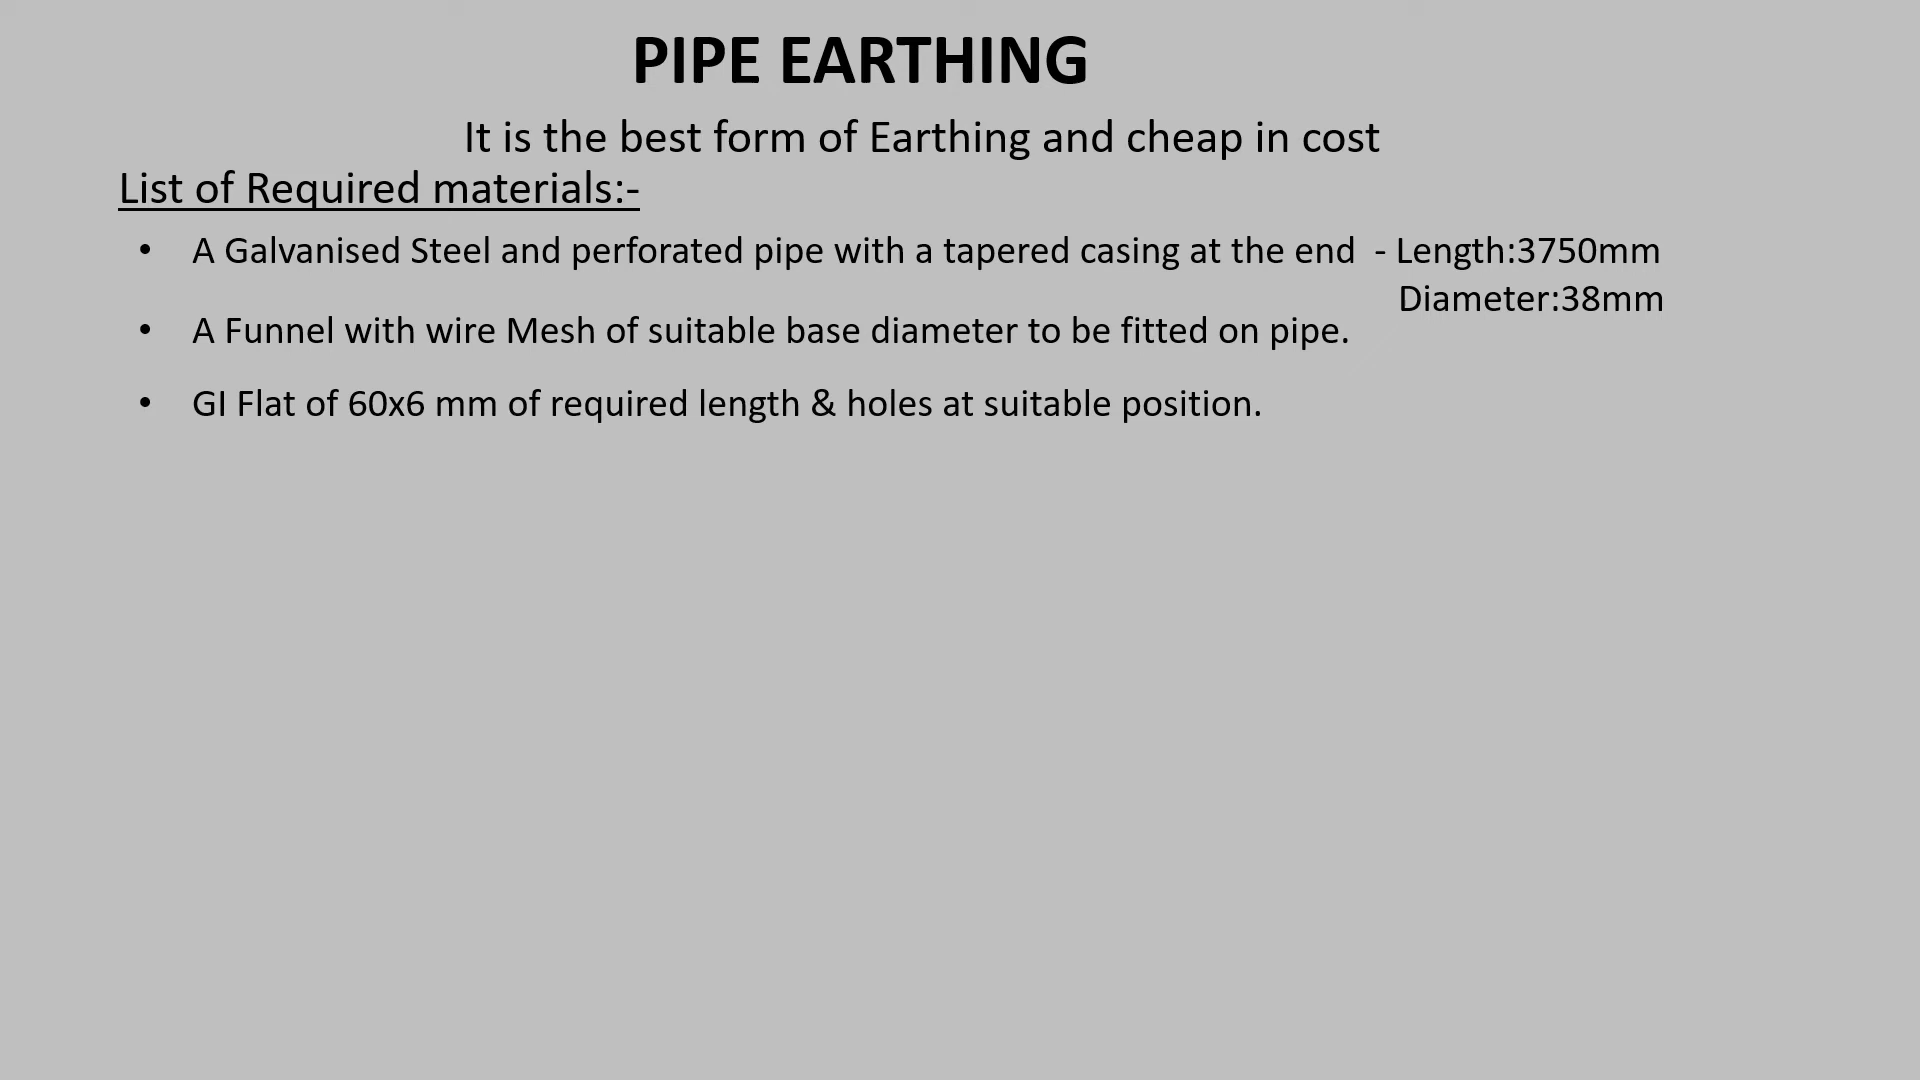 PIPE EARTHING
It is the best form of Earthing and cheap in cost
List of Required materials:-
• A Galvanised Steel and perforated pipe with a tapered casing at the end - Length:3750mm
Diameter:38mm
• A Funnel with wire Mesh of suitable base diameter to be fitted on pipe.
• GI Flat of 60x6 mm of required length & holes at suitable position.